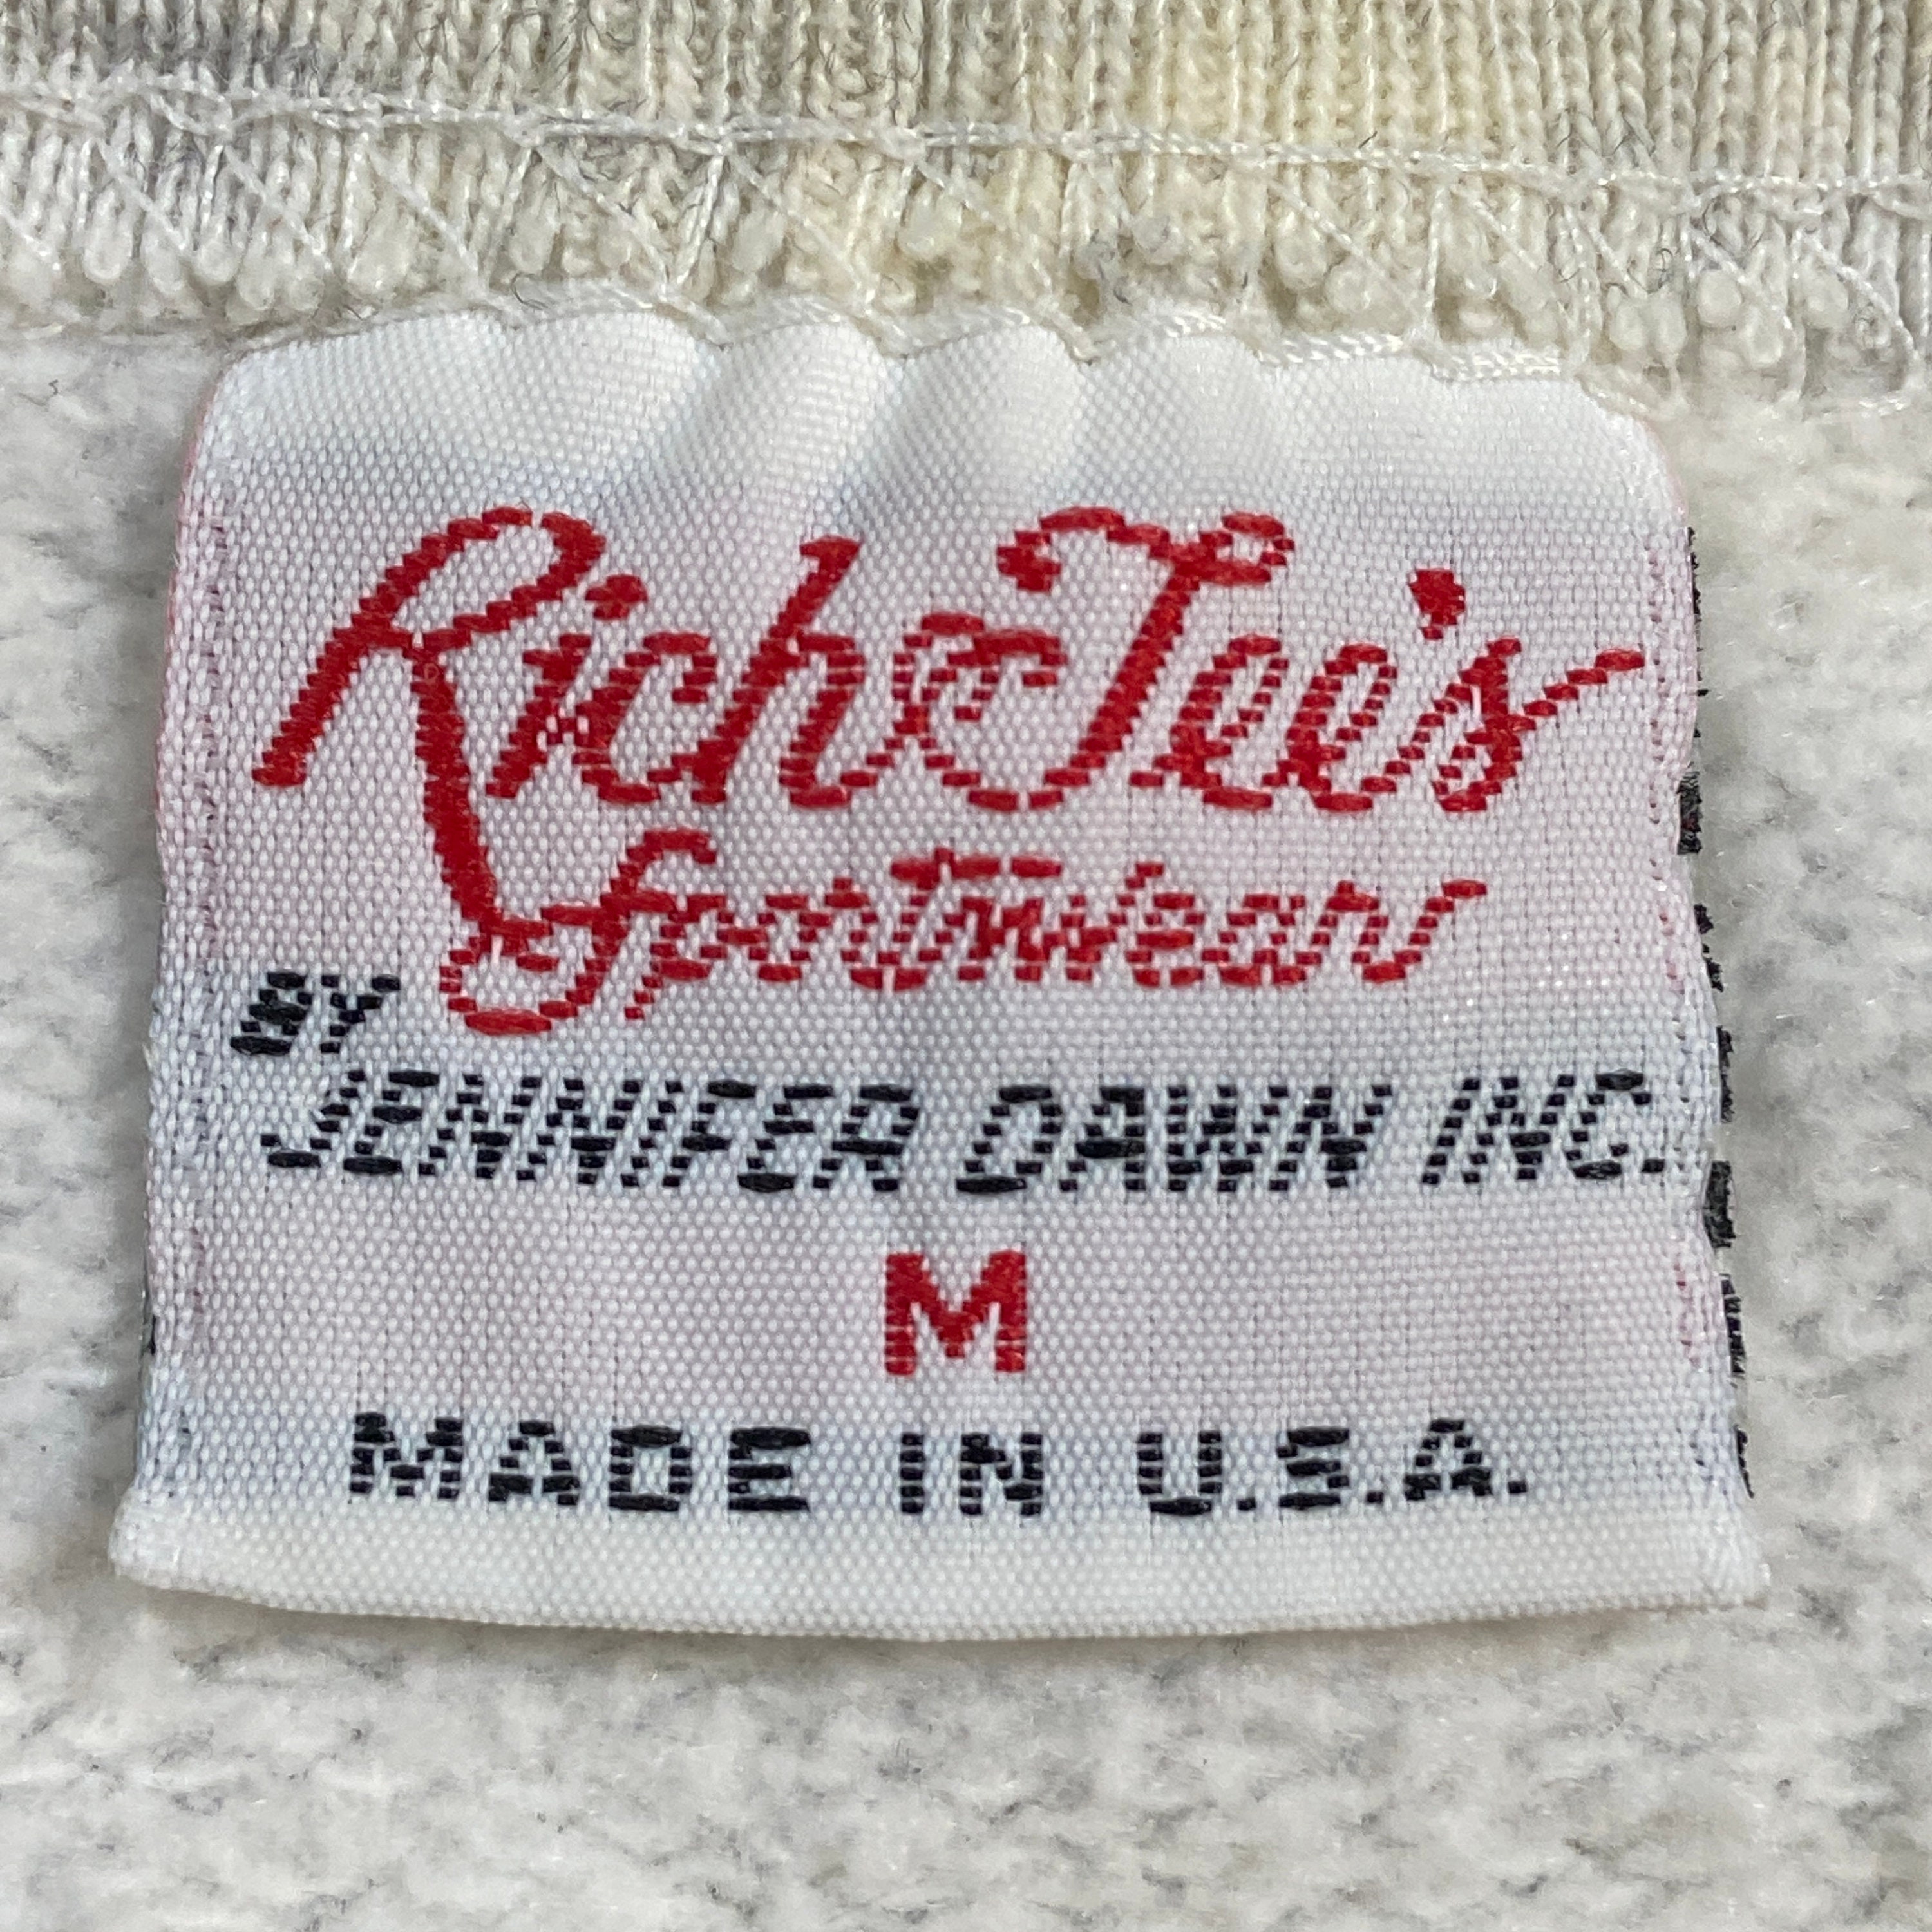 Rich Tee's
Sportwear
BY
JENNIFER DAWN INC.
M
MADE IN U.S.A.